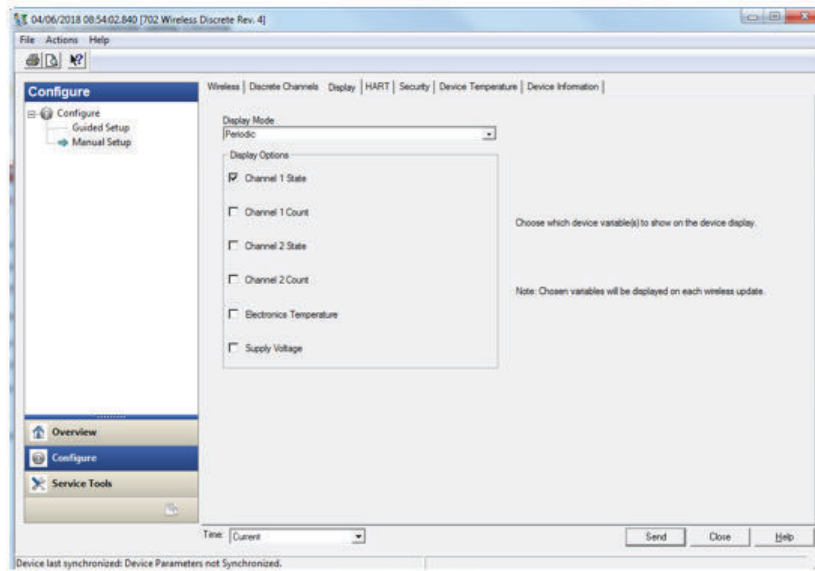 04/06/2018 08:54:02.840 [702 Wireless Discrete Rev. 4]
File Actions Help
Configure
Configure
Guided Setup
Manual Setup
Overview
Configure
Service Tools
Wireless Discrete Channels Display HART Security Device Temperature Device Information
Display Mode
Periodic
Display Options
Channel 1 State
Channel 1 Count
Channel 2 State
Channel 2 Count
Electronics Temperature
Supply Voltage
Choose which device variable(s) to show on the device display.
Note: Chosen variables will be displayed on each wireless update.
Time: Current
Send Close Help
Device last synchronized: Device Parameters not Synchronized.